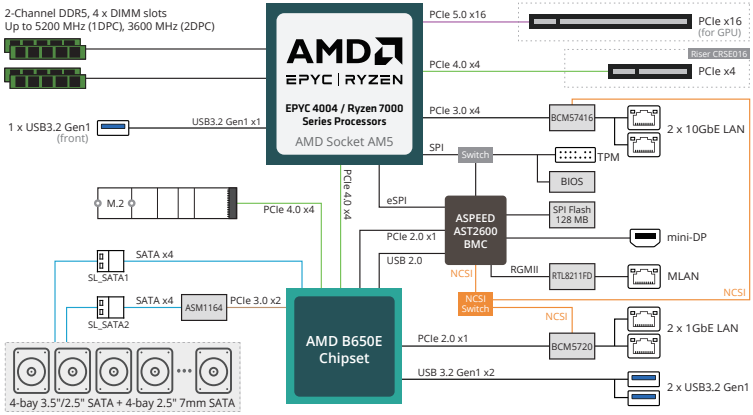 2-Channel DDR5, 4 x DIMM slots
Up to 5200 MHz (1DPC), 3600 MHz (2DPC)
AMD
EPYC | RYZEN
EPYC 4004 / Ryzen 7000
Series Processors
AMD Socket AM5
PCIe 5.0 x16
PCIe x16
(for GPU)
Riser CRSE016
PCIe 4.0 x4
PCIe x4
1 x USB3.2 Gen1
(front)
USB3.2 Gen1 x1
PCIe 3.0 x4
BCM57416
2 x 10GbE LAN
SPI
Switch
TPM
BIOS
M.2
PCIe 4.0 x4
PCIe 4.0 x4
eSPI
ASPEED
AST2600
BMC
SPI Flash
128 MB
PCIe 2.0 x1
USB 2.0
mini-DP
SATA x4
SL_SATA1
NCSI
RGMII
RTL8211FD
MLAN
NCSI
SATA x4
SL_SATA2
ASM1164
PCIe 3.0 x2
NCSI
Switch
NCSI
AMD B650E
Chipset
PCIe 2.0 x1
BCM5720
2 x 1GbE LAN
USB 3.2 Gen1 x2
2 x USB3.2 Gen1
4-bay 3.5"/2.5" SATA + 4-bay 2.5" 7mm SATA